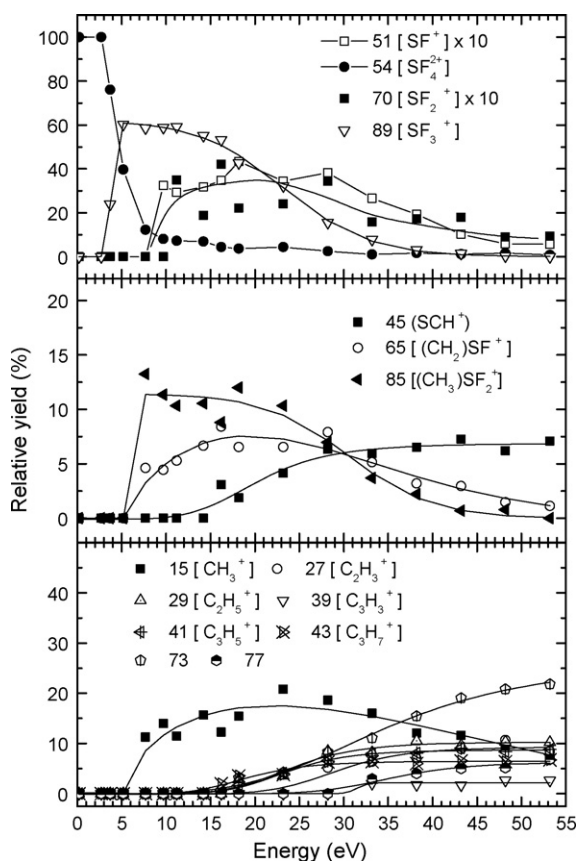 100
80
60
40
20
0
51 [ SF⁺ ] x 10
54 [ SF₄²⁺ ]
70 [ SF₂⁺ ] x 10
89 [ SF₃⁺ ]
20
15
10
5
0
45 (SCH⁺)
65 [(CH₂)SF⁺]
85 [(CH₃)SF₂⁺]
Relative yield (%)
40
30
20
10
0
15 [ CH₃⁺ ] 27 [ C₂H₃⁺ ]
29 [ C₂H₅⁺ ] 39 [ C₃H₃⁺ ]
41 [ C₃H₅⁺ ] 43 [ C₃H₇⁺ ]
73 77
0 5 10 15 20 25 30 35 40 45 50 55
Energy (eV)